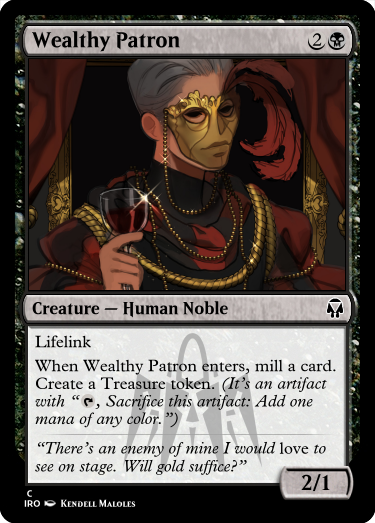 Wealthy Patron 2
Creature — Human Noble
Lifelink
When Wealthy Patron enters, mill a card.
Create a Treasure token. (It's an artifact
with “, Sacrifice this artifact: Add one
mana of any color.”)
“There's an enemy of mine I would love to
see on stage. Will gold suffice?”
2/1
C
IRO Kendell Maloles